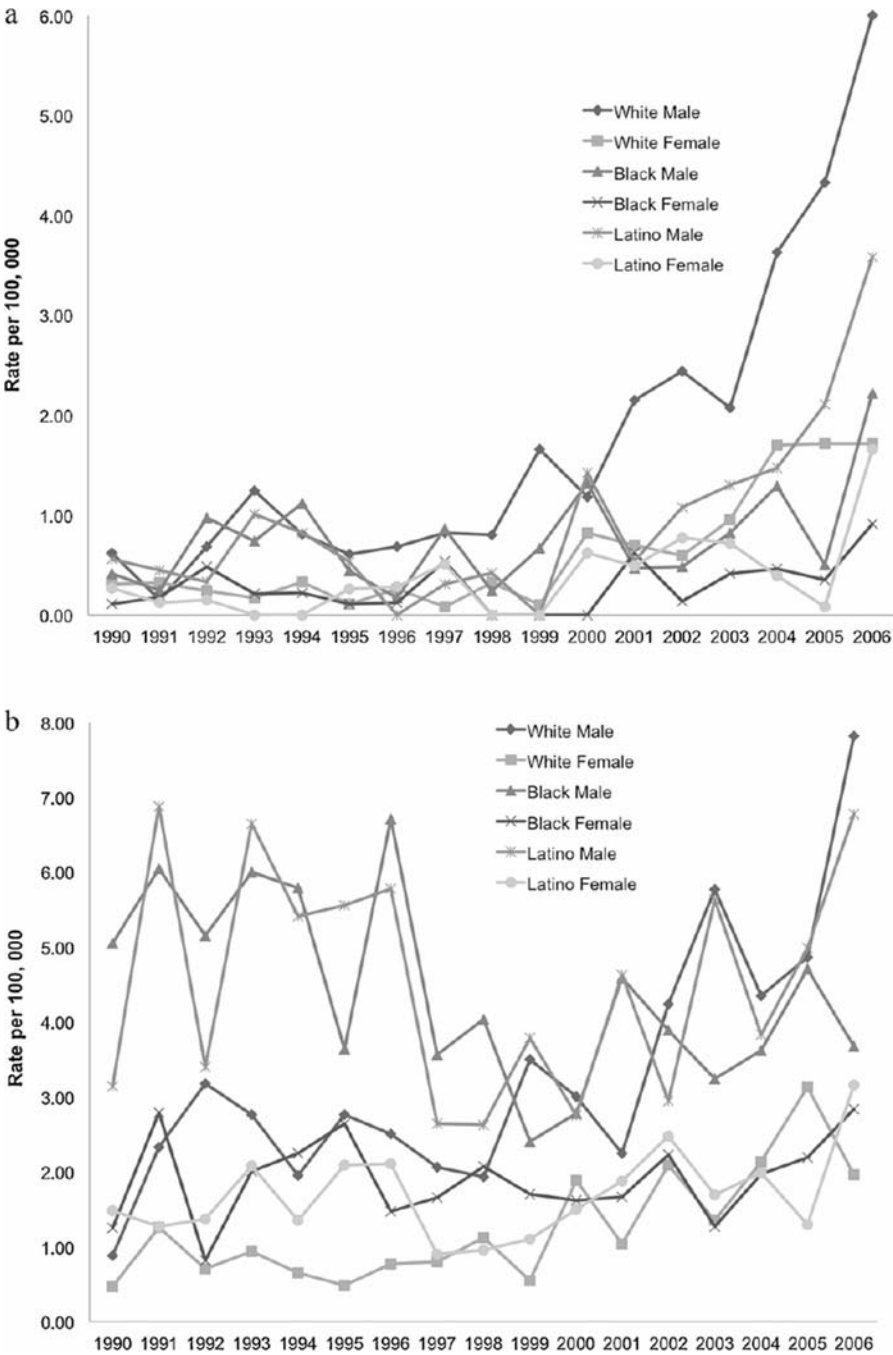 a
6.00
5.00
4.00
3.00
2.00
1.00
0.00
Rate per 100, 000
White Male
White Female
Black Male
Black Female
Latino Male
Latino Female
1990 1991 1992 1993 1994 1995 1996 1997 1998 1999 2000 2001 2002 2003 2004 2005 2006
b
8.00
7.00
6.00
5.00
4.00
3.00
2.00
1.00
0.00
Rate per 100, 000
White Male
White Female
Black Male
Black Female
Latino Male
Latino Female
1990 1991 1992 1993 1994 1995 1996 1997 1998 1999 2000 2001 2002 2003 2004 2005 2006